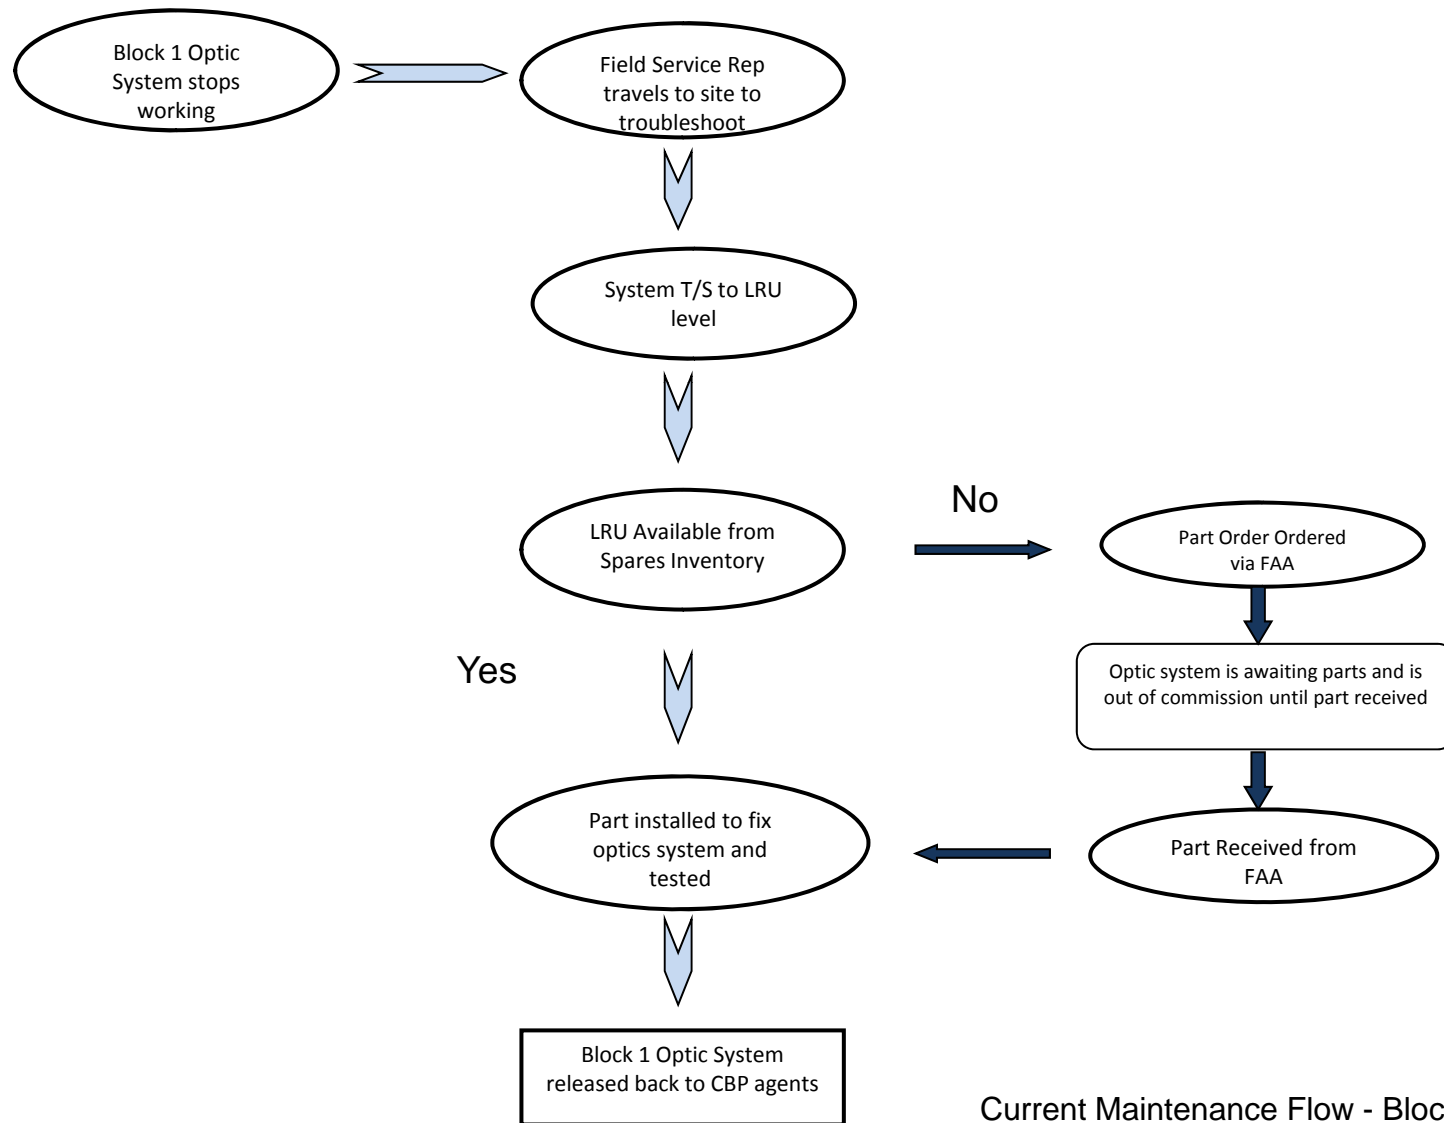 Block 1 Optic
System stops
working
Field Service Rep
travels to site to
troubleshoot
System T/S to LRU
level
LRU Available from
Spares Inventory
No
Part Order Ordered
via FAA
Yes
Optic system is awaiting parts and is
out of commission until part received
Part installed to fix
optics system and
tested
Part Received from
FAA
Block 1 Optic System
released back to CBP agents
Current Maintenance Flow - Bloc